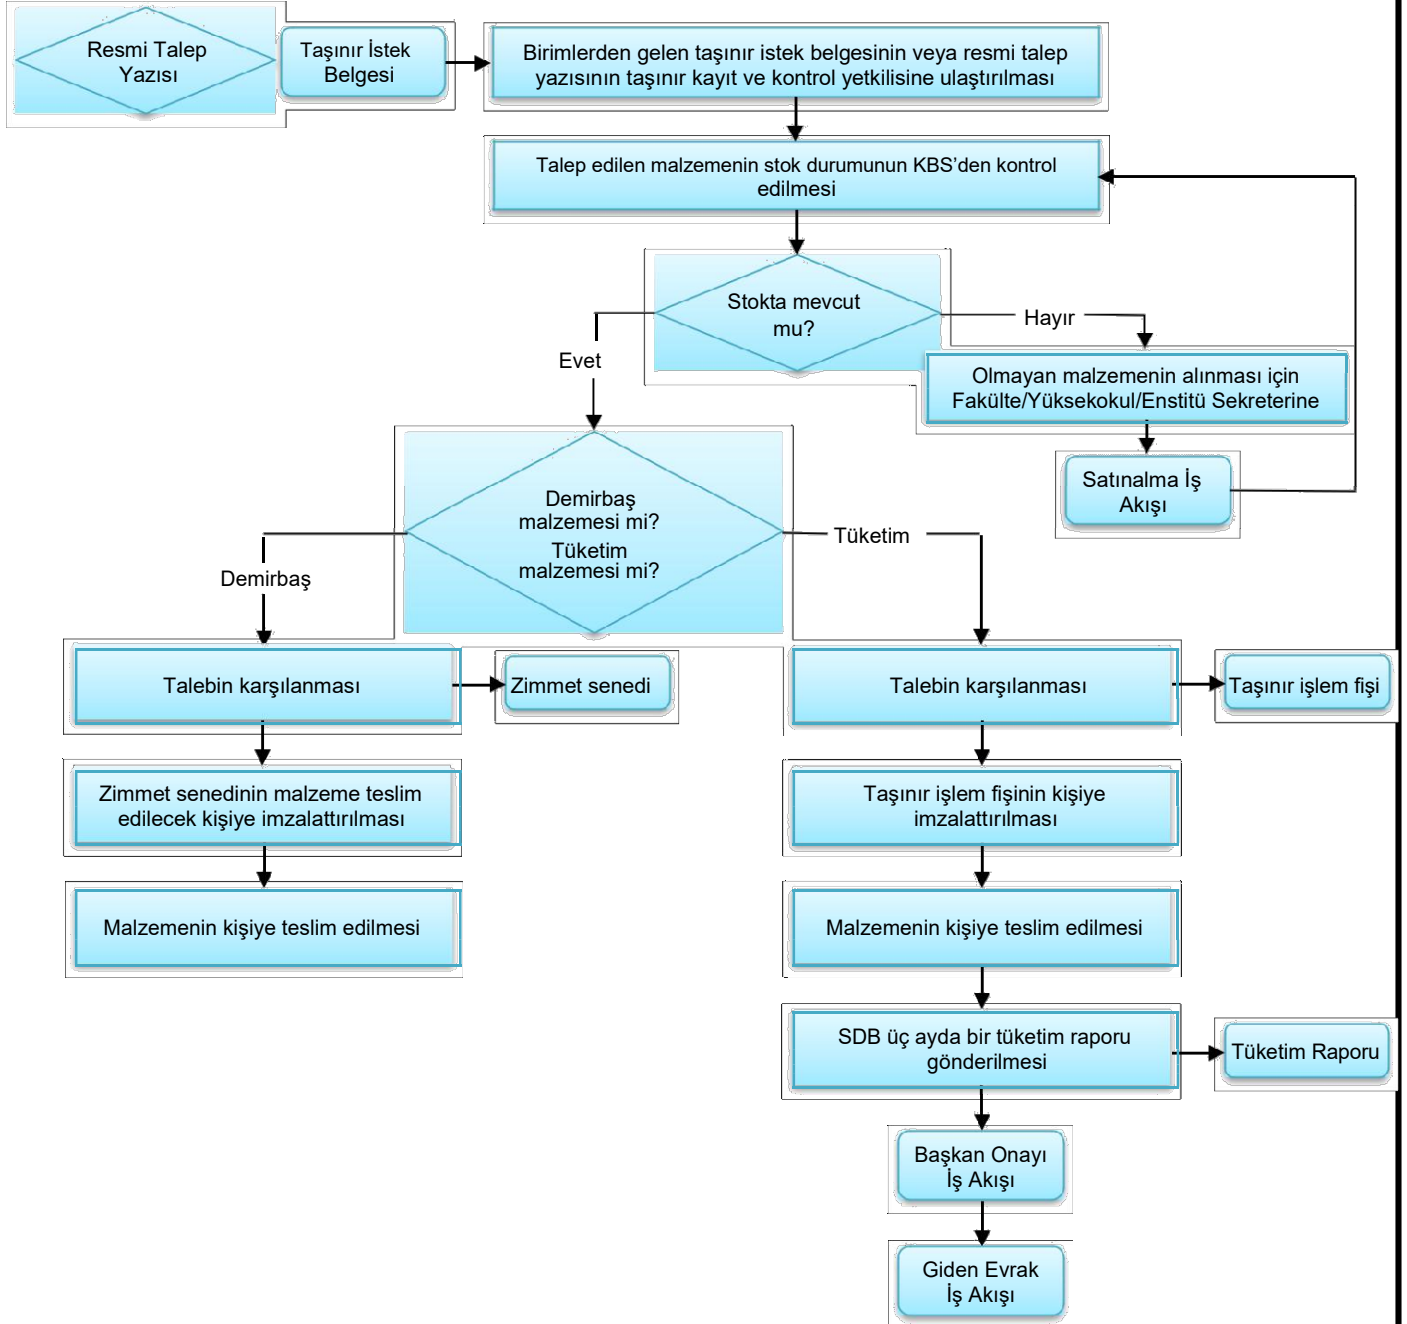 Resmi Talep
Yazısı
Taşınır İstek
Belgesi
Birimlerden gelen taşınır istek belgesinin veya resmi talep
yazısının taşınır kayıt ve kontrol yetkilisine ulaştırılması
Talep edilen malzemenin stok durumunun KBS’den kontrol
edilmesi
Stokta mevcut
mu?
Hayır
Evet
Olmayan malzemenin alınması için
Fakülte/Yüksekokul/Enstitü Sekreterine
Satınalma İş
Akışı
Demirbaş
malzemesi mi?
Tüketim
malzemesi mi?
Tüketim
Demirbaş
Talebin karşılanması
Zimmet senedi
Talebin karşılanması
Taşınır işlem fişi
Zimmet senedinin malzeme teslim
edilecek kişiye imzalattırılması
Taşınır işlem fişinin kişiye
imzalattırılması
Malzemenin kişiye teslim edilmesi
Malzemenin kişiye teslim edilmesi
SDB üç ayda bir tüketim raporu
gönderilmesi
Tüketim Raporu
Başkan Onayı
İş Akışı
Giden Evrak
İş Akışı